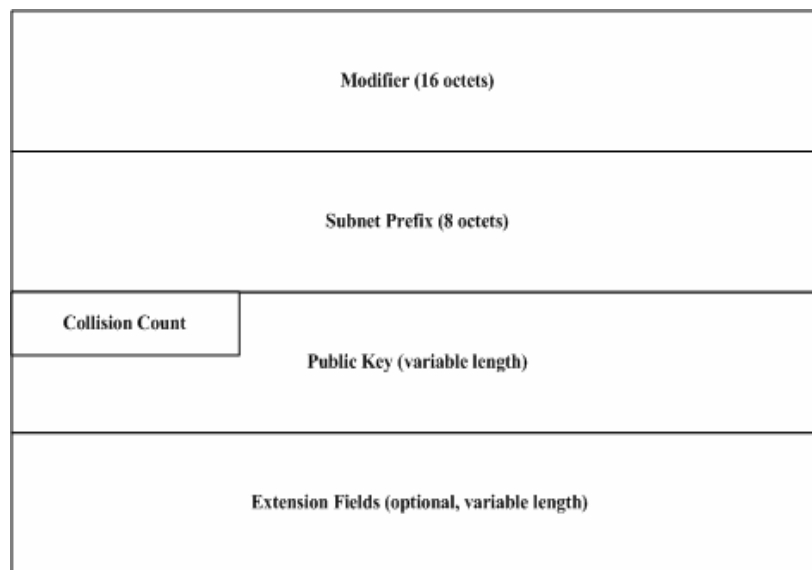 Modifier (16 octets)
Subnet Prefix (8 octets)
Collision Count
Public Key (variable length)
Extension Fields (optional, variable length)